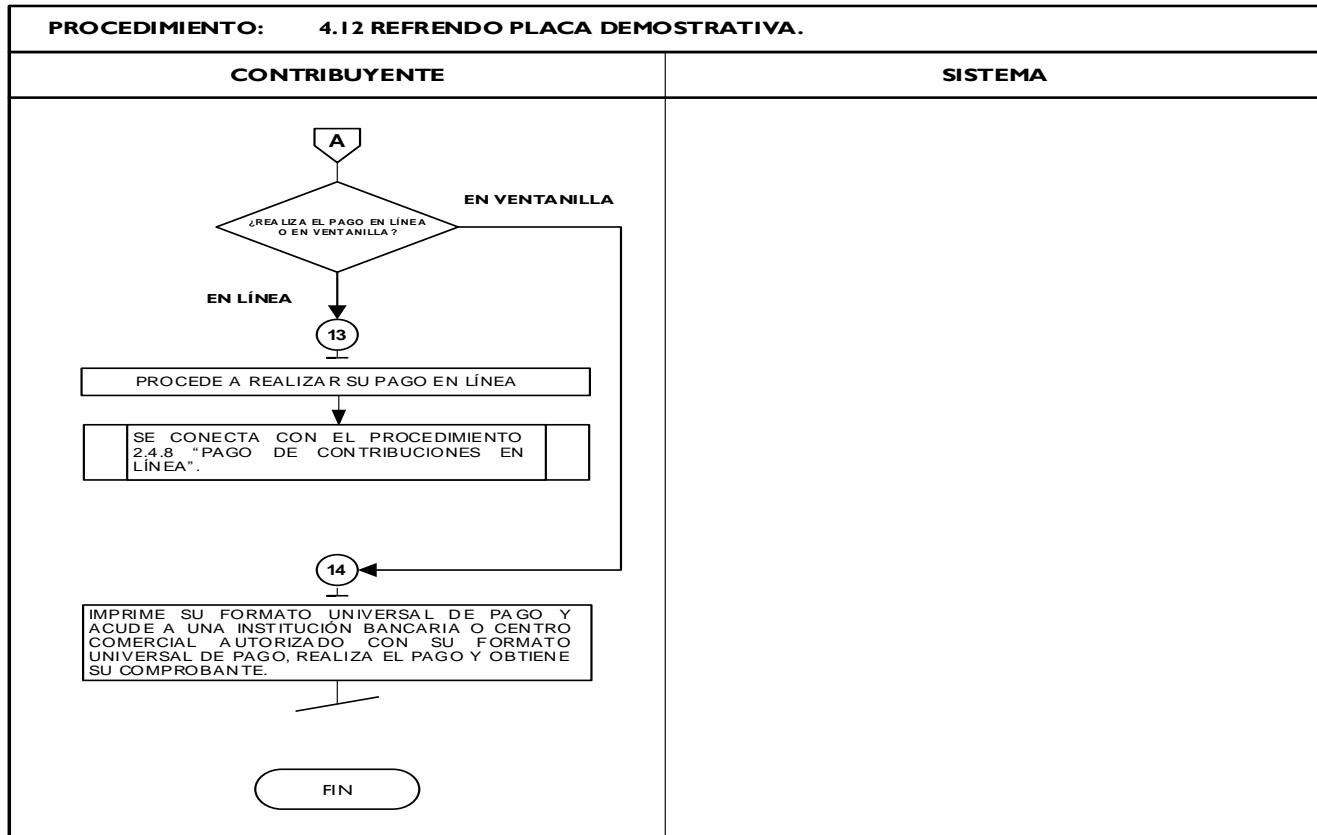 PROCEDIMIENTO: 4.12 REFRENDO PLACA DEMOSTRATIVA.
CONTRIBUYENTE
SISTEMA
A
EN VENTANILLA
¿REALIZA EL PAGO EN LÍNEA
O EN VENTANILLA?
EN LÍNEA
13
PROCEDE A REALIZAR SU PAGO EN LÍNEA
SE CONECTA CON EL PROCEDIMIENTO
2.4.8 “PAGO DE CONTRIBUCIONES EN
LÍNEA”.
14
IMPRIME SU FORMATO UNIVERSAL DE PAGO Y
ACUDE A UNA INSTITUCIÓN BANCARIA O CENTRO
COMERCIAL AUTORIZADO CON SU FORMATO
UNIVERSAL DE PAGO, REALIZA EL PAGO Y OBTIENE
SU COMPROBANTE.
FIN